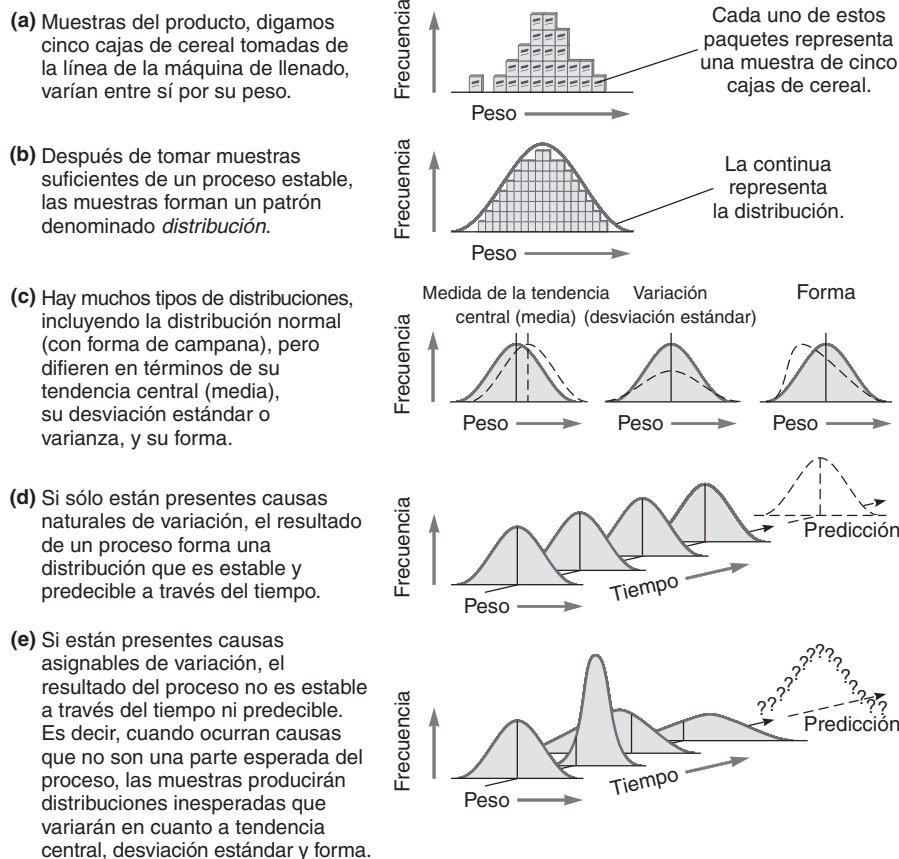 (a) Muestras del producto, digamos
cinco cajas de cereal tomadas de
la línea de la máquina de llenado,
varían entre sí por su peso.
Frecuencia
Peso
Cada uno de estos
paquetes representa
una muestra de cinco
cajas de cereal.
(b) Después de tomar muestras
suficientes de un proceso estable,
las muestras forman un patrón
denominado distribución.
Frecuencia
Peso
La continua
representa
la distribución.
(c) Hay muchos tipos de distribuciones,
incluyendo la distribución normal
(con forma de campana), pero
difieren en términos de su
tendencia central (media),
su desviación estándar o
varianza, y su forma.
Frecuencia
Medida de la tendencia
central (media)
Peso
Variación
(desviación estándar)
Peso
Forma
Peso
(d) Si sólo están presentes causas
naturales de variación, el resultado
de un proceso forma una
distribución que es estable y
predecible a través del tiempo.
Frecuencia
Peso
Tiempo
Predicción
(e) Si están presentes causas
asignables de variación, el
resultado del proceso no es estable
a través del tiempo ni predecible.
Es decir, cuando ocurran causas
que no son una parte esperada del
proceso, las muestras producirán
distribuciones inesperadas que
variarán en cuanto a tendencia
central, desviación estándar y forma.
Frecuencia
Peso
Tiempo
???????????????????
Predicción